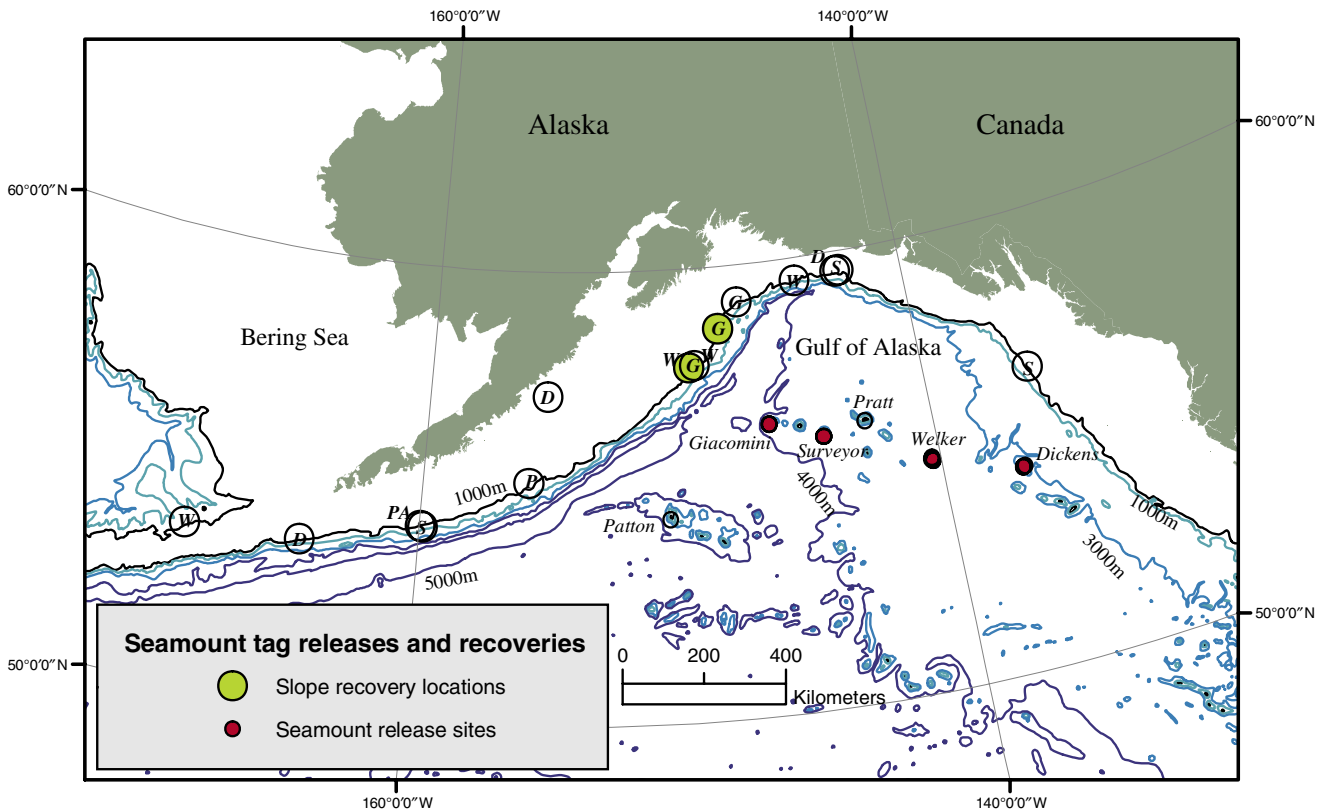 160°0'0"W
140°0'0"W
Alaska
Canada
60°0'0"N
60°0'0"N
D
S
W
G
Bering Sea
G
Gulf of Alaska
W
G
W
S
D
Pratt
Giacomini
Surveyor
Welker
Dickens
P
1000m
4000m
1000m
W
PA
S
Patton
D
3000m
5000m
50°0'0"N
50°0'0"N
Seamount tag releases and recoveries
Slope recovery locations
Seamount release sites
0 200 400
Kilometers
160°0'0"W
140°0'0"W